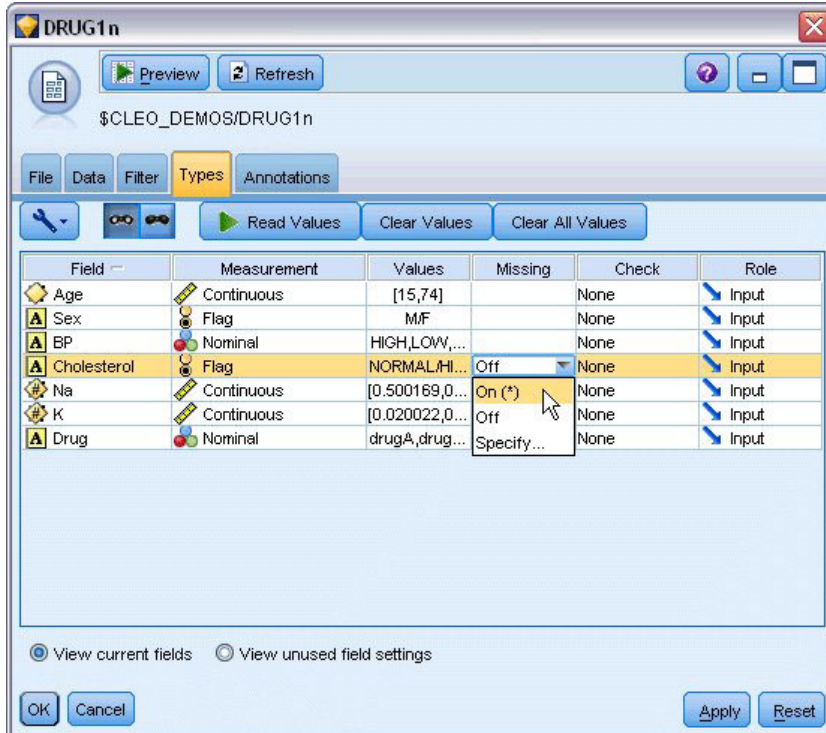 DRUG1n
Preview Refresh
$CLEO_DEMOS/DRUG1n
File Data Filter Types Annotations
Read Values Clear Values Clear All Values
Field Measurement Values Missing Check Role
Age Continuous [15,74] None Input
A Sex Flag M/F None Input
A BP Nominal HIGH,LOW,... None Input
A Cholesterol Flag NORMAL/HI... Off None Input
# Na Continuous [0.500169,0... On (*) None Input
# K Continuous [0.020022,0... Off None Input
A Drug Nominal drugA,drug... Specify... None Input
View current fields View unused field settings
OK Cancel Apply Reset